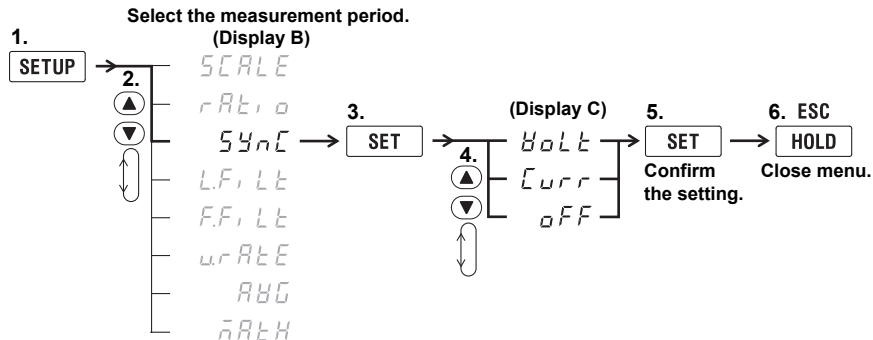 Select the measurement period.
1. (Display B)
SETUP SCALE
2.
rAtio 3. (Display C) 5. 6. ESC
SYnC SET VoLt SET HOLD
4. Confirm Close menu.
L.FiLt Curr the setting.
F.FiLt oFF
u.rAtE
AVG
MAtH